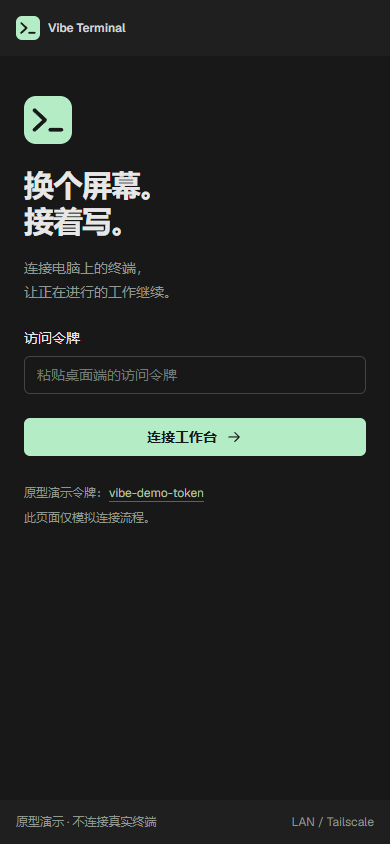 Vibe Terminal
换个屏幕。
接着写。
连接电脑上的终端，
让正在进行的工作继续。
访问令牌
粘贴桌面端的访问令牌
连接工作台 →
原型演示令牌：vibe-demo-token
此页面仅模拟连接流程。
原型演示 · 不连接真实终端
LAN / Tailscale